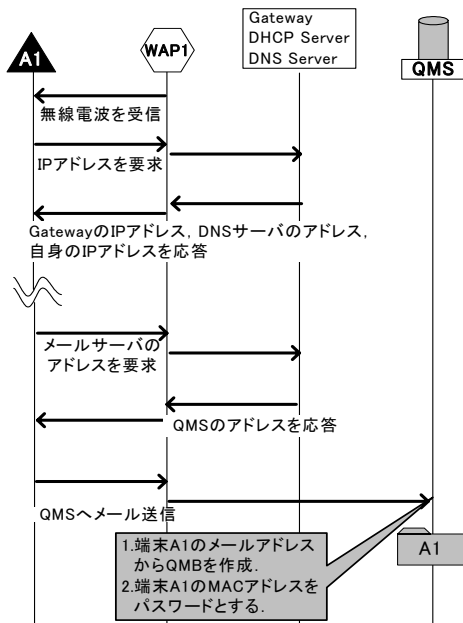 A1
WAP1
Gateway
DHCP Server
DNS Server
QMS
無線電波を受信
IPアドレスを要求
GatewayのIPアドレス, DNSサーバのアドレス,
自身のIPアドレスを応答
メールサーバの
アドレスを要求
QMSのアドレスを応答
QMSへメール送信
1.端末A1のメールアドレス
からQMBを作成.
2.端末A1のMACアドレスを
パスワードとする.
A1